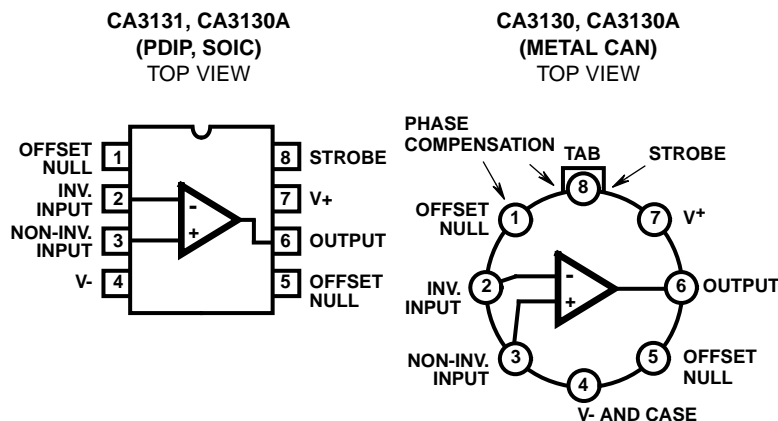 CA3131, CA3130A
(PDIP, SOIC)
TOP VIEW
OFFSET
NULL
1
INV.
INPUT
2
NON-INV.
INPUT
3
V-
4
8
STROBE
7
V+
6
OUTPUT
5
OFFSET
NULL
-
+
CA3130, CA3130A
(METAL CAN)
TOP VIEW
PHASE
COMPENSATION
TAB
STROBE
8
OFFSET
NULL
1
7
V+
INV.
INPUT
2
-
+
6
OUTPUT
NON-INV.
INPUT
3
5
OFFSET
NULL
4
V- AND CASE